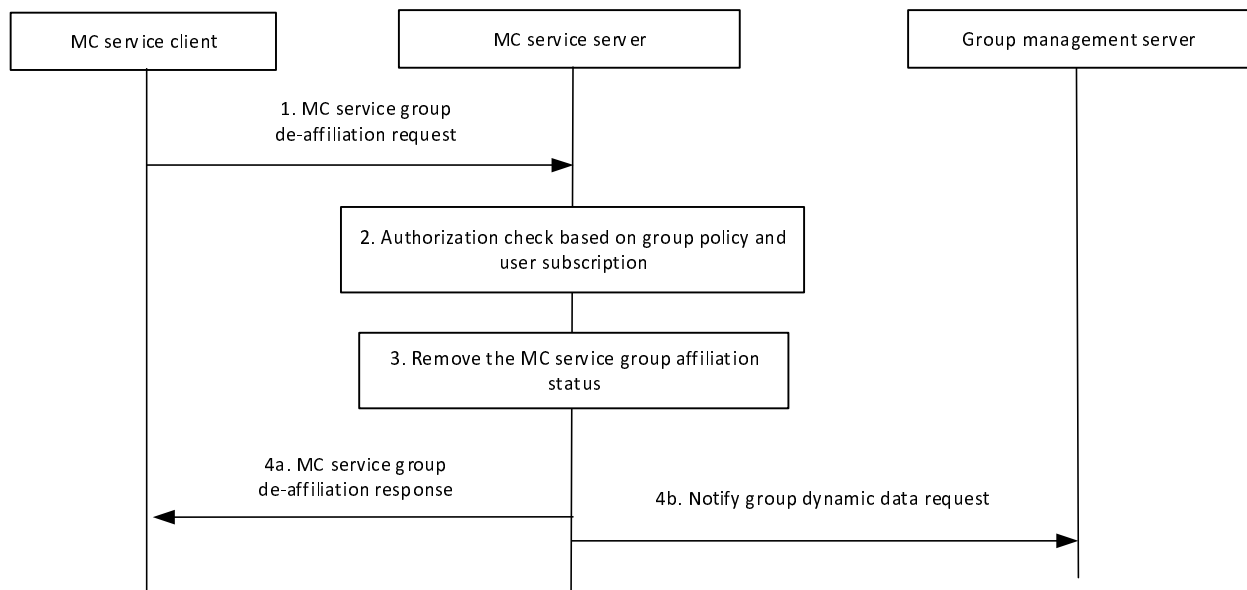 MC service client
MC service server
Group management server
1. MC service group
de-affiliation request
2. Authorization check based on group policy and
user subscription
3. Remove the MC service group affiliation
status
4a. MC service group
de-affiliation response
4b. Notify group dynamic data request